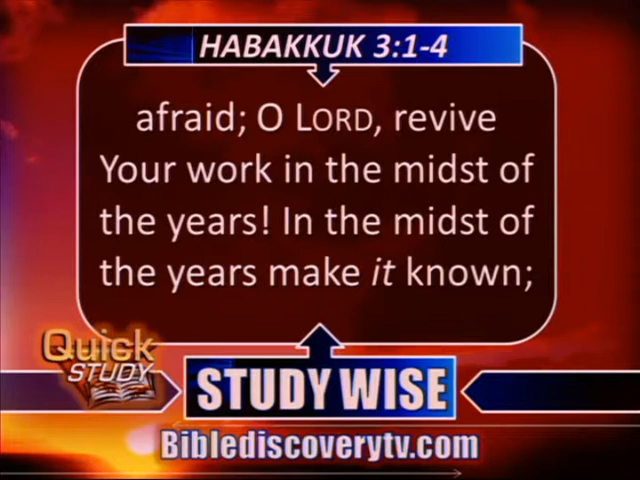 HABAKKUK 3:1-4
afraid; O LORD, revive
Your work in the midst of
the years! In the midst of
the years make it known;
Quick
STUDY
STUDY WISE
Biblediscoverytv.com